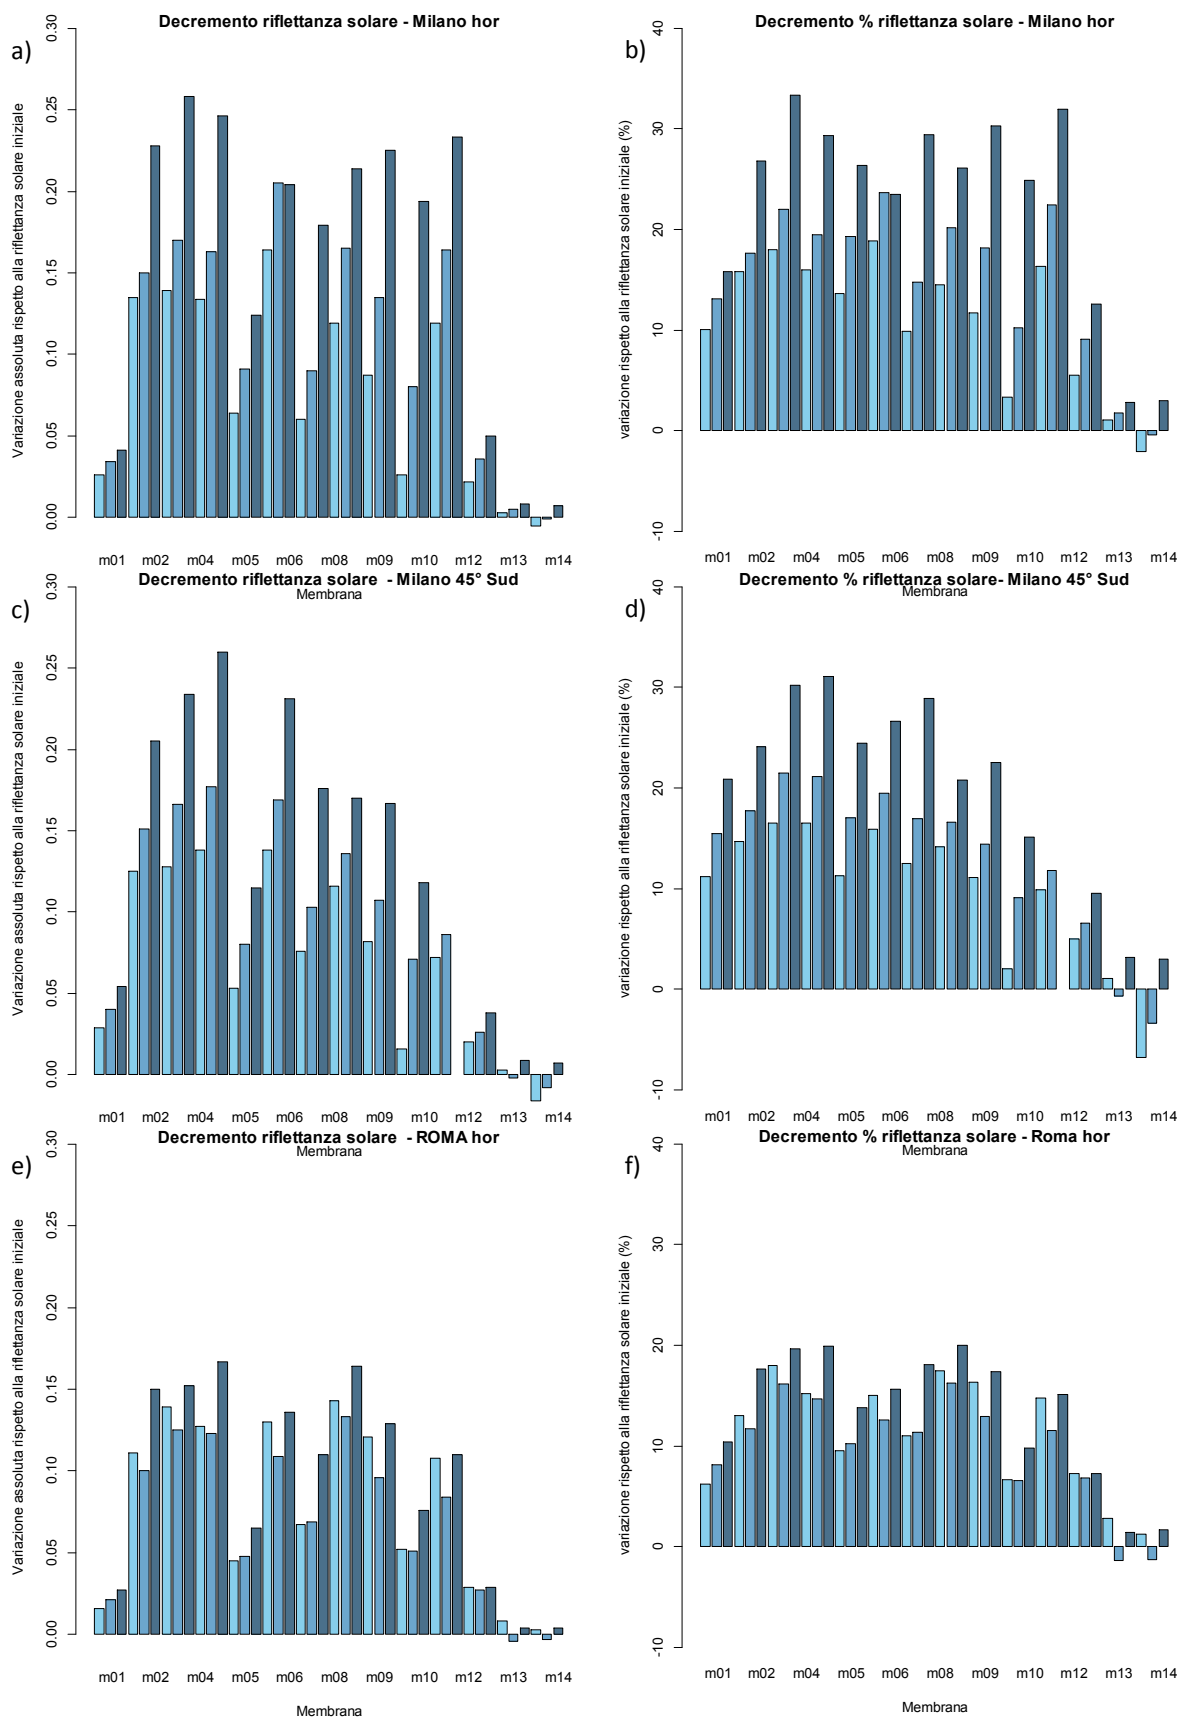 Decremento riflettanza solare - Milano hor
a)
Variazione assoluta rispetto alla riflettanza solare iniziale
0.30
0.25
0.20
0.15
0.10
0.05
0.00
m01 m02 m04 m05 m06 m08 m09 m10 m12 m13 m14
Membrana
Decremento % riflettanza solare - Milano hor
b)
variazione rispetto alla riflettanza solare iniziale (%)
40
30
20
10
0
-10
m01 m02 m04 m05 m06 m08 m09 m10 m12 m13 m14
Membrana
Decremento riflettanza solare - Milano 45° Sud
c)
Variazione assoluta rispetto alla riflettanza solare iniziale
0.30
0.25
0.20
0.15
0.10
0.05
0.00
m01 m02 m04 m05 m06 m08 m09 m10 m12 m13 m14
Membrana
Decremento % riflettanza solare- Milano 45° Sud
d)
variazione rispetto alla riflettanza solare iniziale (%)
40
30
20
10
0
-10
m01 m02 m04 m05 m06 m08 m09 m10 m12 m13 m14
Membrana
Decremento riflettanza solare - ROMA hor
e)
Variazione assoluta rispetto alla riflettanza solare iniziale
0.30
0.25
0.20
0.15
0.10
0.05
0.00
m01 m02 m04 m05 m06 m08 m09 m10 m12 m13 m14
Membrana
Decremento % riflettanza solare - Roma hor
f)
variazione rispetto alla riflettanza solare iniziale (%)
40
30
20
10
0
-10
m01 m02 m04 m05 m06 m08 m09 m10 m12 m13 m14
Membrana